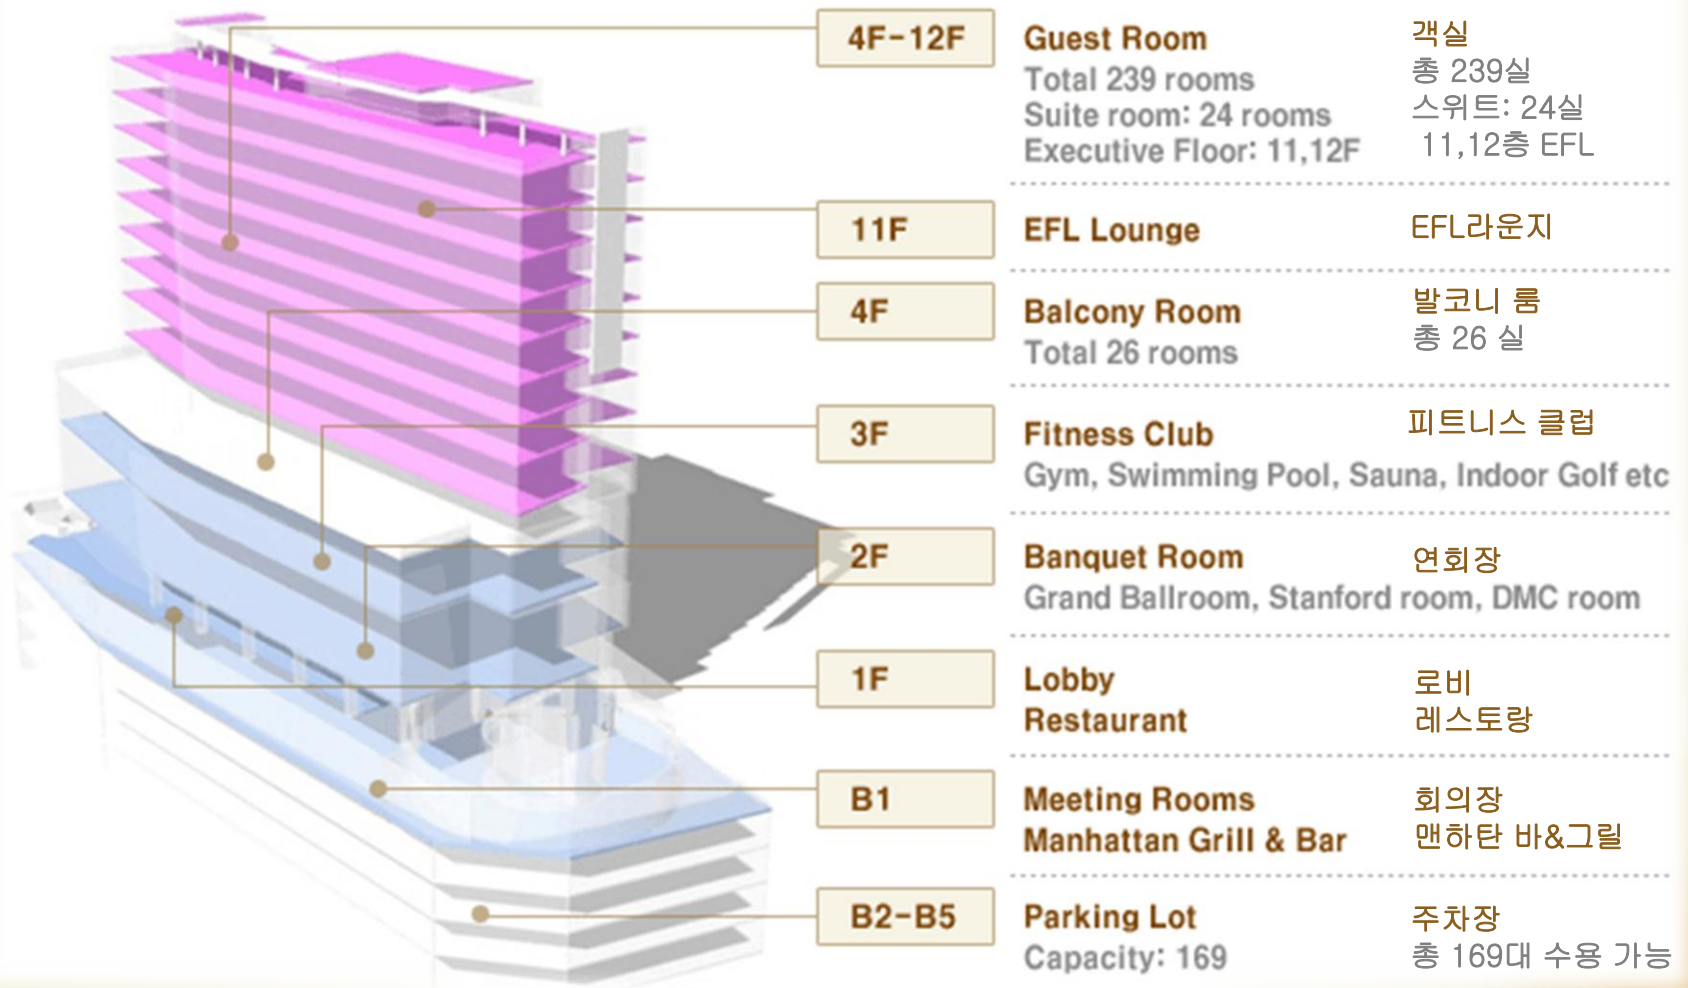 4F-12F
Guest Room
객실
Total 239 rooms
총 239실
Suite room: 24 rooms
스위트: 24실
Executive Floor: 11,12F
11,12층 EFL
11F
EFL Lounge
EFL라운지
4F
Balcony Room
발코니 룸
Total 26 rooms
총 26 실
3F
Fitness Club
피트니스 클럽
Gym, Swimming Pool, Sauna, Indoor Golf etc
2F
Banquet Room
연회장
Grand Ballroom, Stanford room, DMC room
1F
Lobby
로비
Restaurant
레스토랑
B1
Meeting Rooms
회의장
Manhattan Grill & Bar
맨하탄 바&그릴
B2-B5
Parking Lot
주차장
Capacity: 169
총 169대 수용 가능